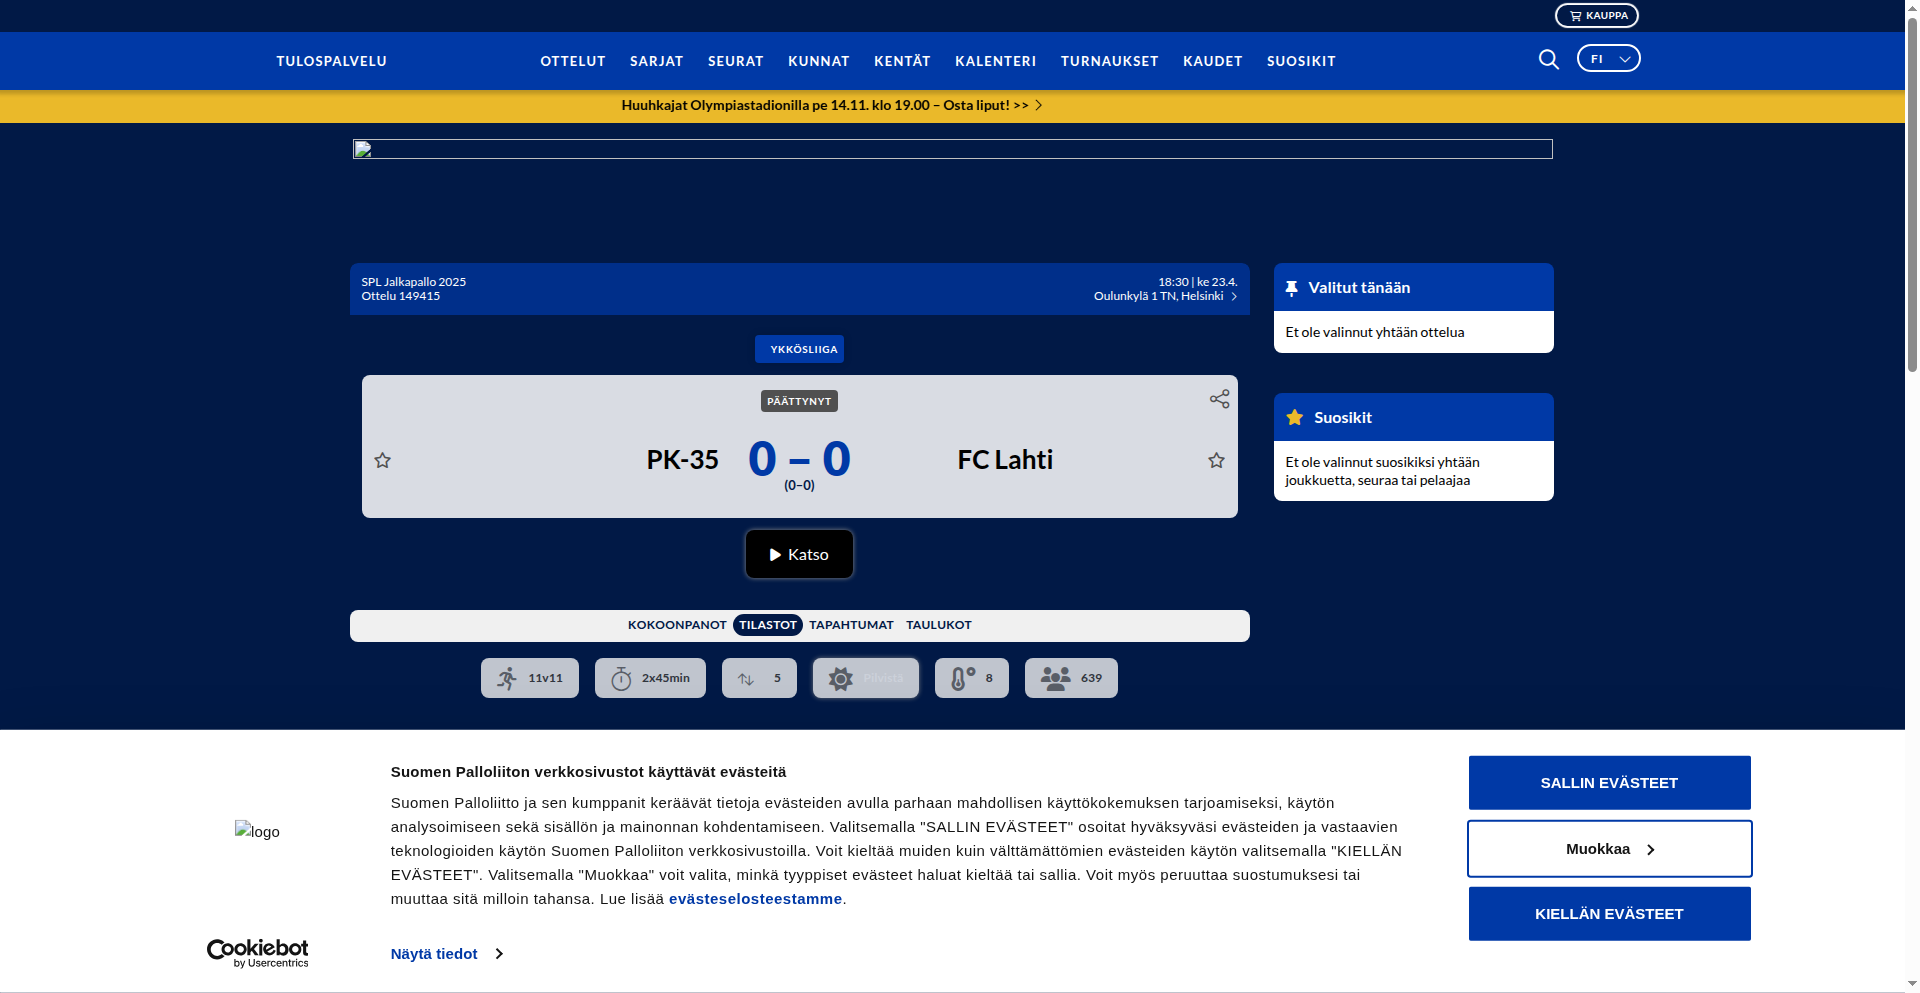 KAUPPA
TULOSPALVELU
OTTELUT SARJAT SEURAT KUNNAT KENTÄT KALENTERI TURNAUKSET KAUDET SUOSIKIT
FI
Huuhkajat Olympiastadionilla pe 14.11. klo 19.00 – Osta liput! >>
SPL Jalkapallo 2025
Ottelu 149415
18:30 | ke 23.4.
Oulunkylä 1 TN, Helsinki
YKKÖSLIIGA
PÄÄTTYNYT
PK-35 0 – 0 FC Lahti
(0–0)
Katso
KOKOONPANOT TILASTOT TAPAHTUMAT TAULUKOT
11v11 2x45min 5 Pilvistä 8 639
Valitut tänään
Et ole valinnut yhtään ottelua
Suosikit
Et ole valinnut suosikiksi yhtään
joukkuetta, seuraa tai pelaajaa
logo
Cookiebot
by Usercentrics
Suomen Palloliiton verkkosivustot käyttävät evästeitä
Suomen Palloliitto ja sen kumppanit keräävät tietoja evästeiden avulla parhaan mahdollisen käyttökokemuksen tarjoamiseksi, käytön
analysoimiseen sekä sisällön ja mainonnan kohdentamiseen. Valitsemalla "SALLIN EVÄSTEET" osoitat hyväksyväsi evästeiden ja vastaavien
teknologioiden käytön Suomen Palloliiton verkkosivustoilla. Voit kieltää muiden kuin välttämättömien evästeiden käytön valitsemalla "KIELLÄN
EVÄSTEET". Valitsemalla "Muokkaa" voit valita, minkä tyyppiset evästeet haluat kieltää tai sallia. Voit myös peruuttaa suostumuksesi tai
muuttaa sitä milloin tahansa. Lue lisää evästeselosteestamme.
Näytä tiedot
SALLIN EVÄSTEET
Muokkaa
KIELLÄN EVÄSTEET